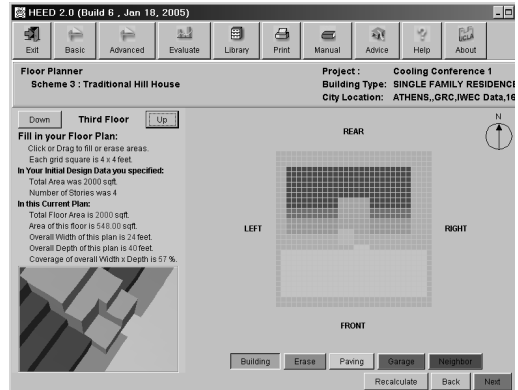 HEED 2.0 (Build 6 , Jan 18, 2005)
Exit Basic Advanced Evaluate Library Print Manual Advice Help About
Floor Planner
Scheme 3 : Traditional Hill House
Project : Cooling Conference 1
Building Type: SINGLE FAMILY RESIDENCE
City Location: ATHENS,,GRC,IWEC Data,16
Down Third Floor Up
Fill in your Floor Plan:
Click or Drag to fill or erase areas.
Each grid square is 4 x 4 feet.
In Your Initial Design Data you specified:
Total Area was 2000 sqft.
Number of Stories was 4
In this Current Plan:
Total Floor Area is 2000 sqft.
Area of this floor is 548.00 sqft.
Overall Width of this plan is 24 feet.
Overall Depth of this plan is 40 feet.
Coverage of overall Width x Depth is 57 %.
N
REAR
LEFT
RIGHT
FRONT
Building Erase Paving Garage Neighbor
Recalculate Back Next